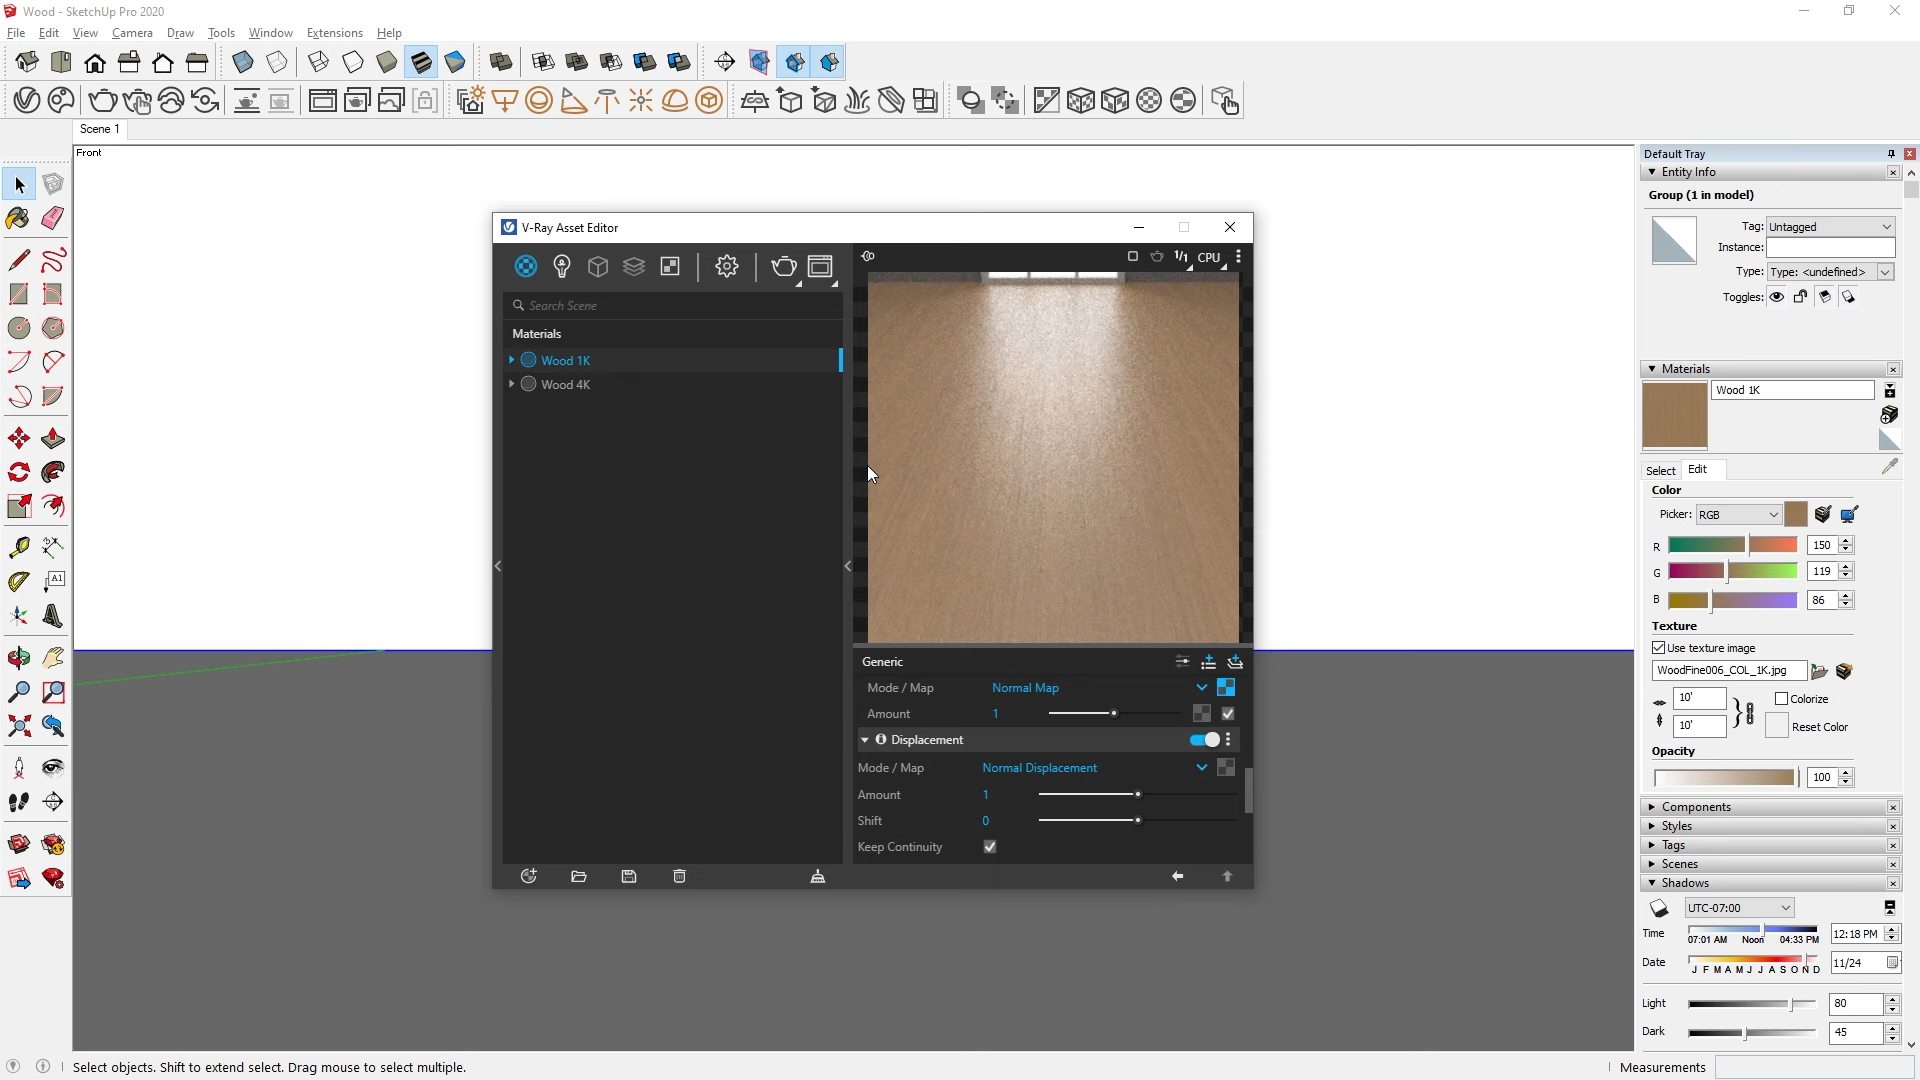 Wood - SketchUp Pro 2020
File Edit View Camera Draw Tools Window Extensions Help
Scene 1
Front
V-Ray Asset Editor
Search Scene
Materials
Wood 1K
Wood 4K
1/1 CPU
Generic
Mode / Map Normal Map
Amount 1
Displacement
Mode / Map Normal Displacement
Amount 1
Shift 0
Keep Continuity
A1
Default Tray
Entity Info
Group (1 in model)
Tag: Untagged
Instance:
Type: Type: <undefined>
Toggles:
Materials
Wood 1K
Select Edit
Color
Picker: RGB
R 150
G 119
B 86
Texture
Use texture image
WoodFine006_COL_1K.jpg
10' Colorize
10' Reset Color
Opacity
100
Components
Styles
Tags
Scenes
Shadows
UTC-07:00
Time 07:01 AM Noon 04:33 PM 12:18 PM
Date J F M A M J J A S O N D 11/24
Light 80
Dark 45
Select objects. Shift to extend select. Drag mouse to select multiple.
Measurements